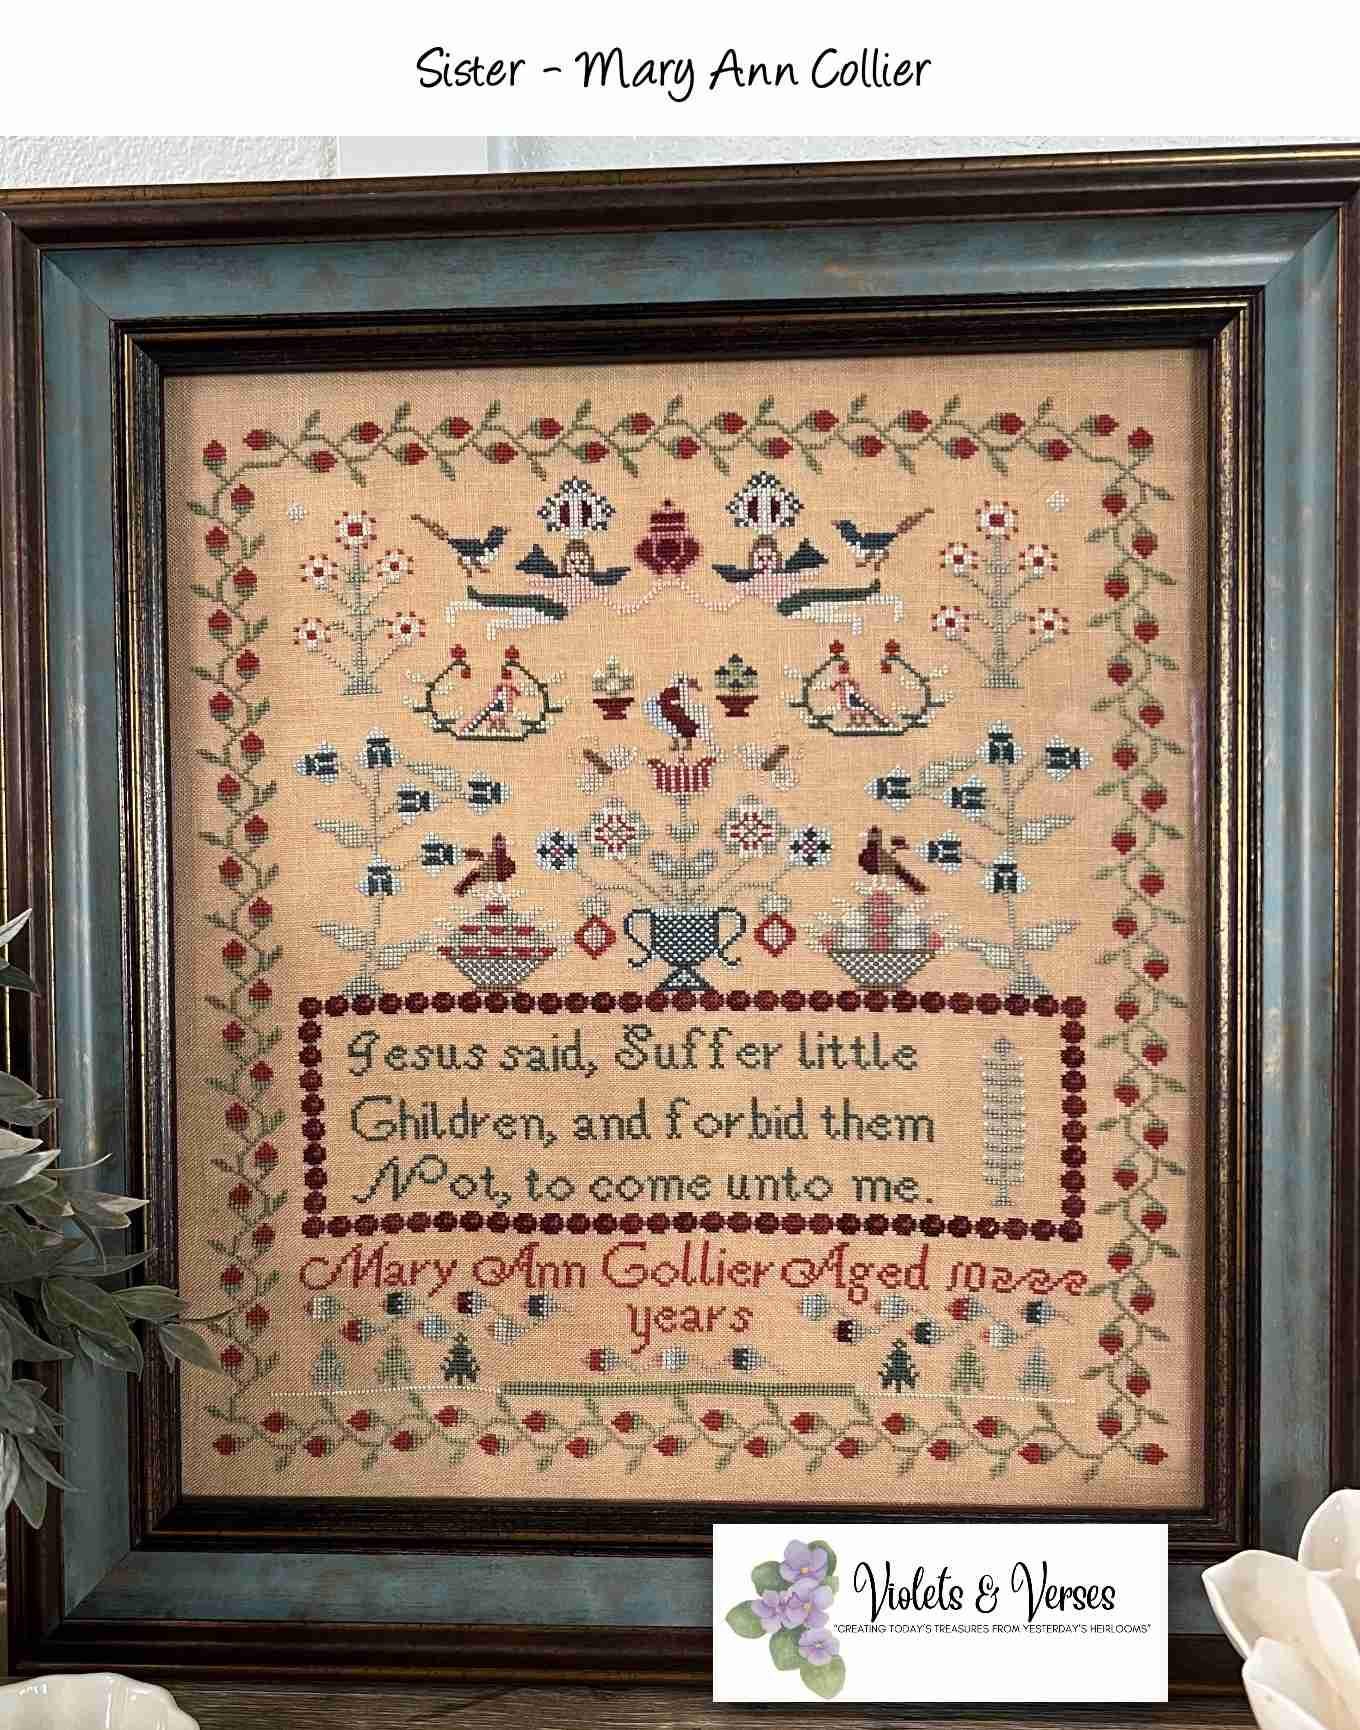 Sister - Mary Ann Collier
Jesus said, Suffer little
Children, and forbid them
Not, to come unto me.
Mary Ann Collier Aged 10
years
Violets & Verses
"CREATING TODAY'S TREASURES FROM YESTERDAY'S HEIRLOOMS"